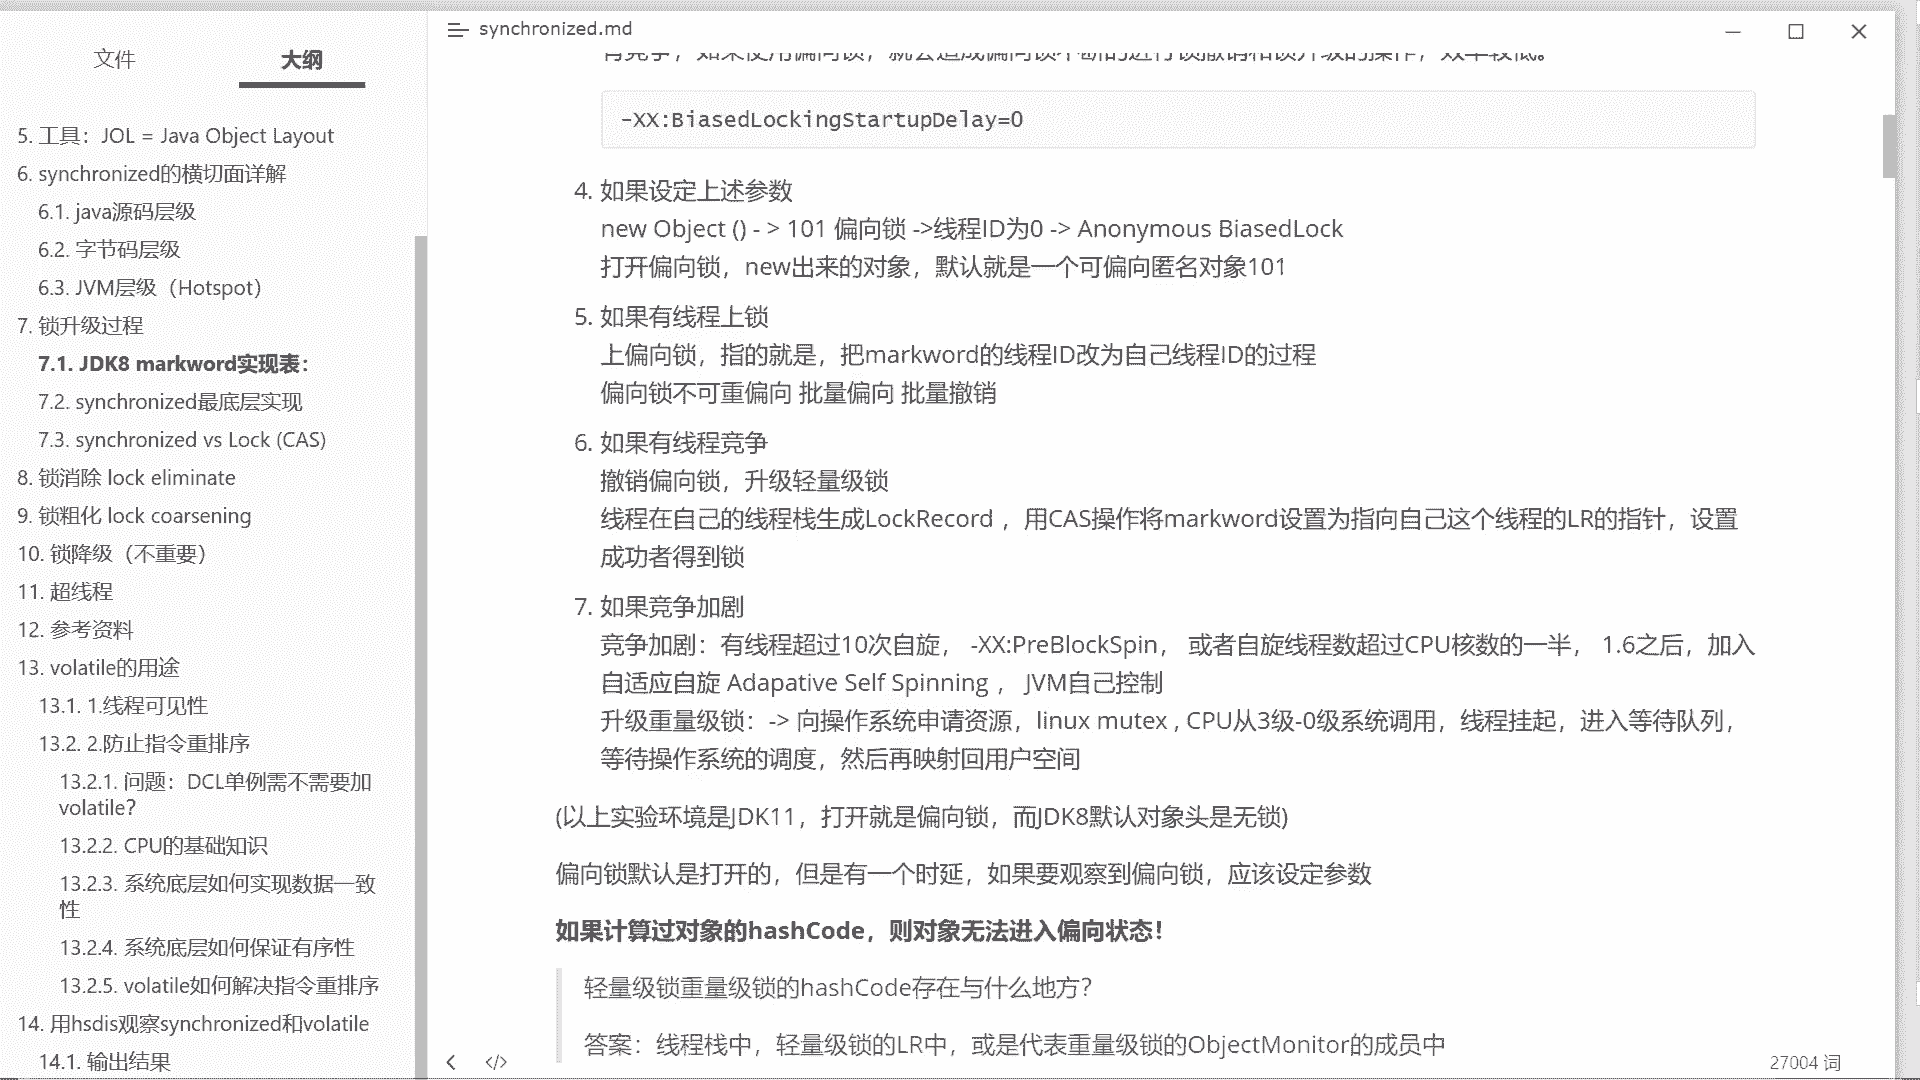 文件
大纲
5. 工具：JOL = Java Object Layout
6. synchronized的横切面详解
6.1. java源码层级
6.2. 字节码层级
6.3. JVM层级（Hotspot）
7. 锁升级过程
7.1. JDK8 markword实现表：
7.2. synchronized最底层实现
7.3. synchronized vs Lock (CAS)
8. 锁消除 lock eliminate
9. 锁粗化 lock coarsening
10. 锁降级（不重要）
11. 超线程
12. 参考资料
13. volatile的用途
13.1. 1.线程可见性
13.2. 2.防止指令重排序
13.2.1. 问题：DCL单例需不需要加
volatile?
13.2.2. CPU的基础知识
13.2.3. 系统底层如何实现数据一致
性
13.2.4. 系统底层如何保证有序性
13.2.5. volatile如何解决指令重排序
14. 用hsdis观察synchronized和volatile
14.1. 输出结果
synchronized.md
有竞争，如果使用偏向锁，就会造成偏向锁不断的进行锁撤销和锁升级的操作，效率较低。
-XX:BiasedLockingStartupDelay=0
4. 如果设定上述参数
new Object () - > 101 偏向锁 ->线程ID为0 -> Anonymous BiasedLock
打开偏向锁，new出来的对象，默认就是一个可偏向匿名对象101
5. 如果有线程上锁
上偏向锁，指的就是，把markword的线程ID改为自己线程ID的过程
偏向锁不可重偏向 批量偏向 批量撤销
6. 如果有线程竞争
撤销偏向锁，升级轻量级锁
线程在自己的线程栈生成LockRecord ，用CAS操作将markword设置为指向自己这个线程的LR的指针，设置
成功者得到锁
7. 如果竞争加剧
竞争加剧：有线程超过10次自旋， -XX:PreBlockSpin， 或者自旋线程数超过CPU核数的一半， 1.6之后，加入
自适应自旋 Adapative Self Spinning ， JVM自己控制
升级重量级锁：-> 向操作系统申请资源，linux mutex , CPU从3级-0级系统调用，线程挂起，进入等待队列，
等待操作系统的调度，然后再映射回用户空间
(以上实验环境是JDK11，打开就是偏向锁，而JDK8默认对象头是无锁)
偏向锁默认是打开的，但是有一个时延，如果要观察到偏向锁，应该设定参数
如果计算过对象的hashCode，则对象无法进入偏向状态！
轻量级锁重量级锁的hashCode存在与什么地方？
答案：线程栈中，轻量级锁的LR中，或是代表重量级锁的ObjectMonitor的成员中
27004 词